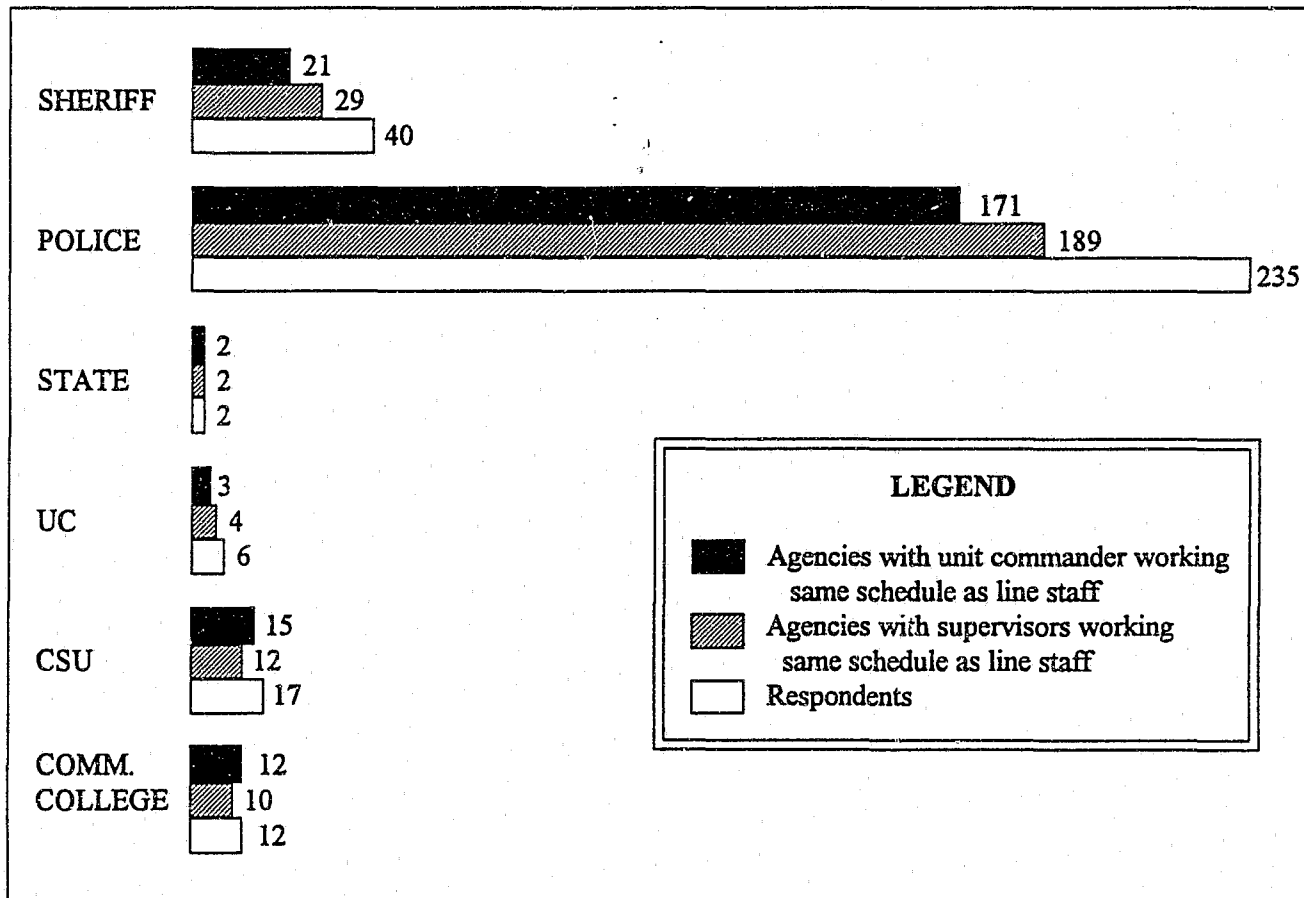 21
SHERIFF 29
40
171
POLICE 189
235
2
STATE 2
2
3
UC 4
6
15
CSU 12
17
COMM. 12
COLLEGE 10
12
LEGEND
Agencies with unit commander working
same schedule as line staff
Agencies with supervisors working
same schedule as line staff
Respondents